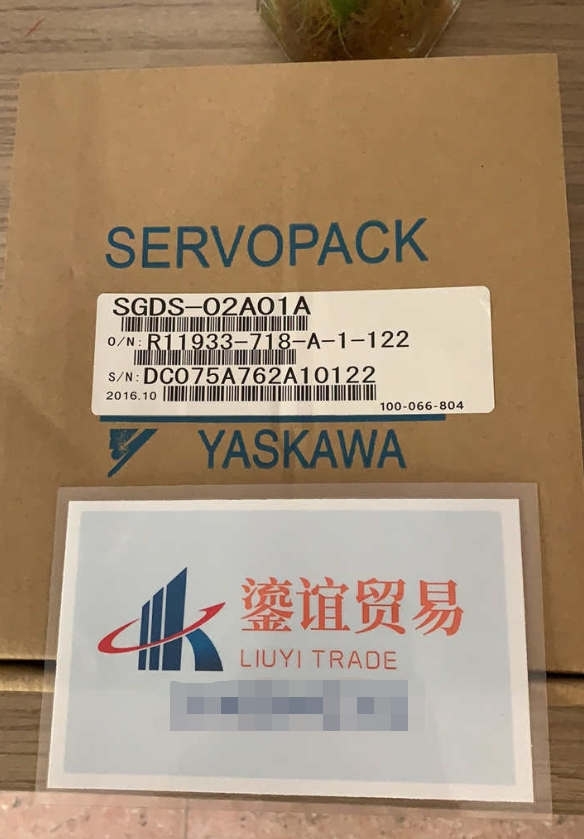 SERVOPACK
SGDS-02A01A
O/N: R11933-718-A-1-122
S/N: DC075A762A10122
2016.10
100-066-804
YASKAWA
鎏谊贸易
LIUYI TRADE